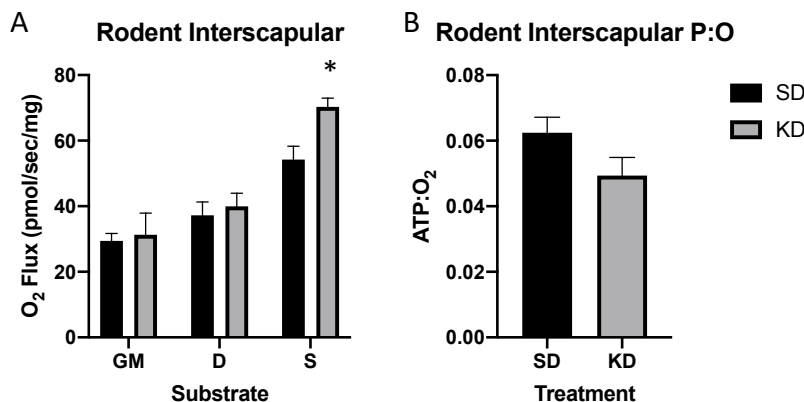 A
Rodent Interscapular
O2 Flux (pmol/sec/mg)
80
60
40
20
0
*
GM
D
S
Substrate
B
Rodent Interscapular P:O
ATP:O2
0.08
0.06
0.04
0.02
0.00
SD
KD
Treatment
SD
KD